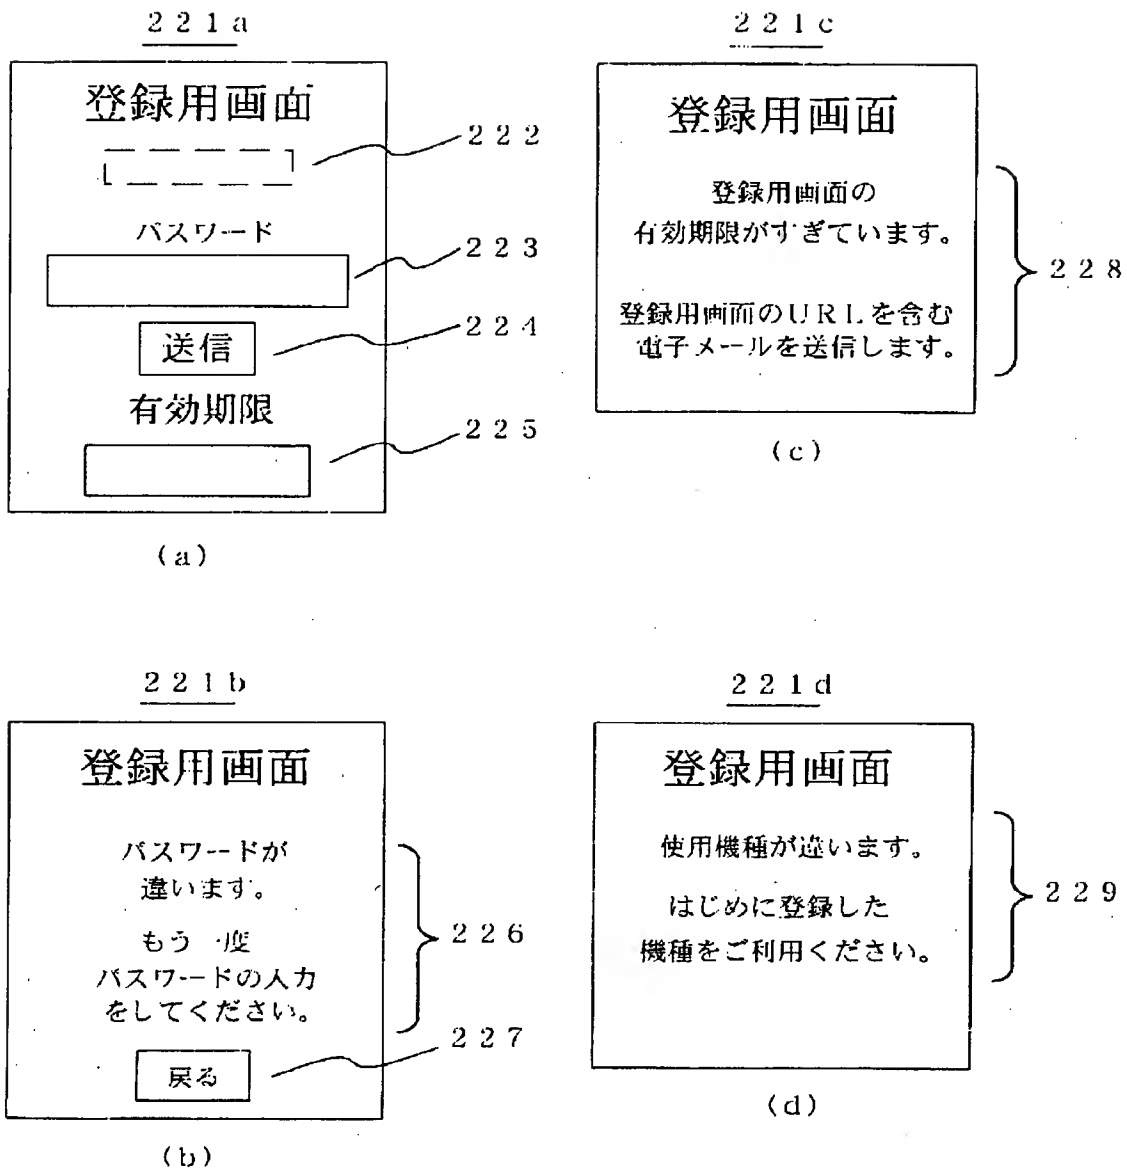 221a
登録用画面
222
パスワード
223
送信
224
有効期限
225
(a)
221c
登録用画面
登録用画面の
有効期限がすぎています。
登録用画面のURLを含む
電子メールを送信します。
228
(c)
221b
登録用画面
パスワードが
違います。
もう一度
パスワードの入力
をしてください。
226
227
戻る
(b)
221d
登録用画面
使用機種が違います。
はじめに登録した
機種をご利用ください。
229
(d)